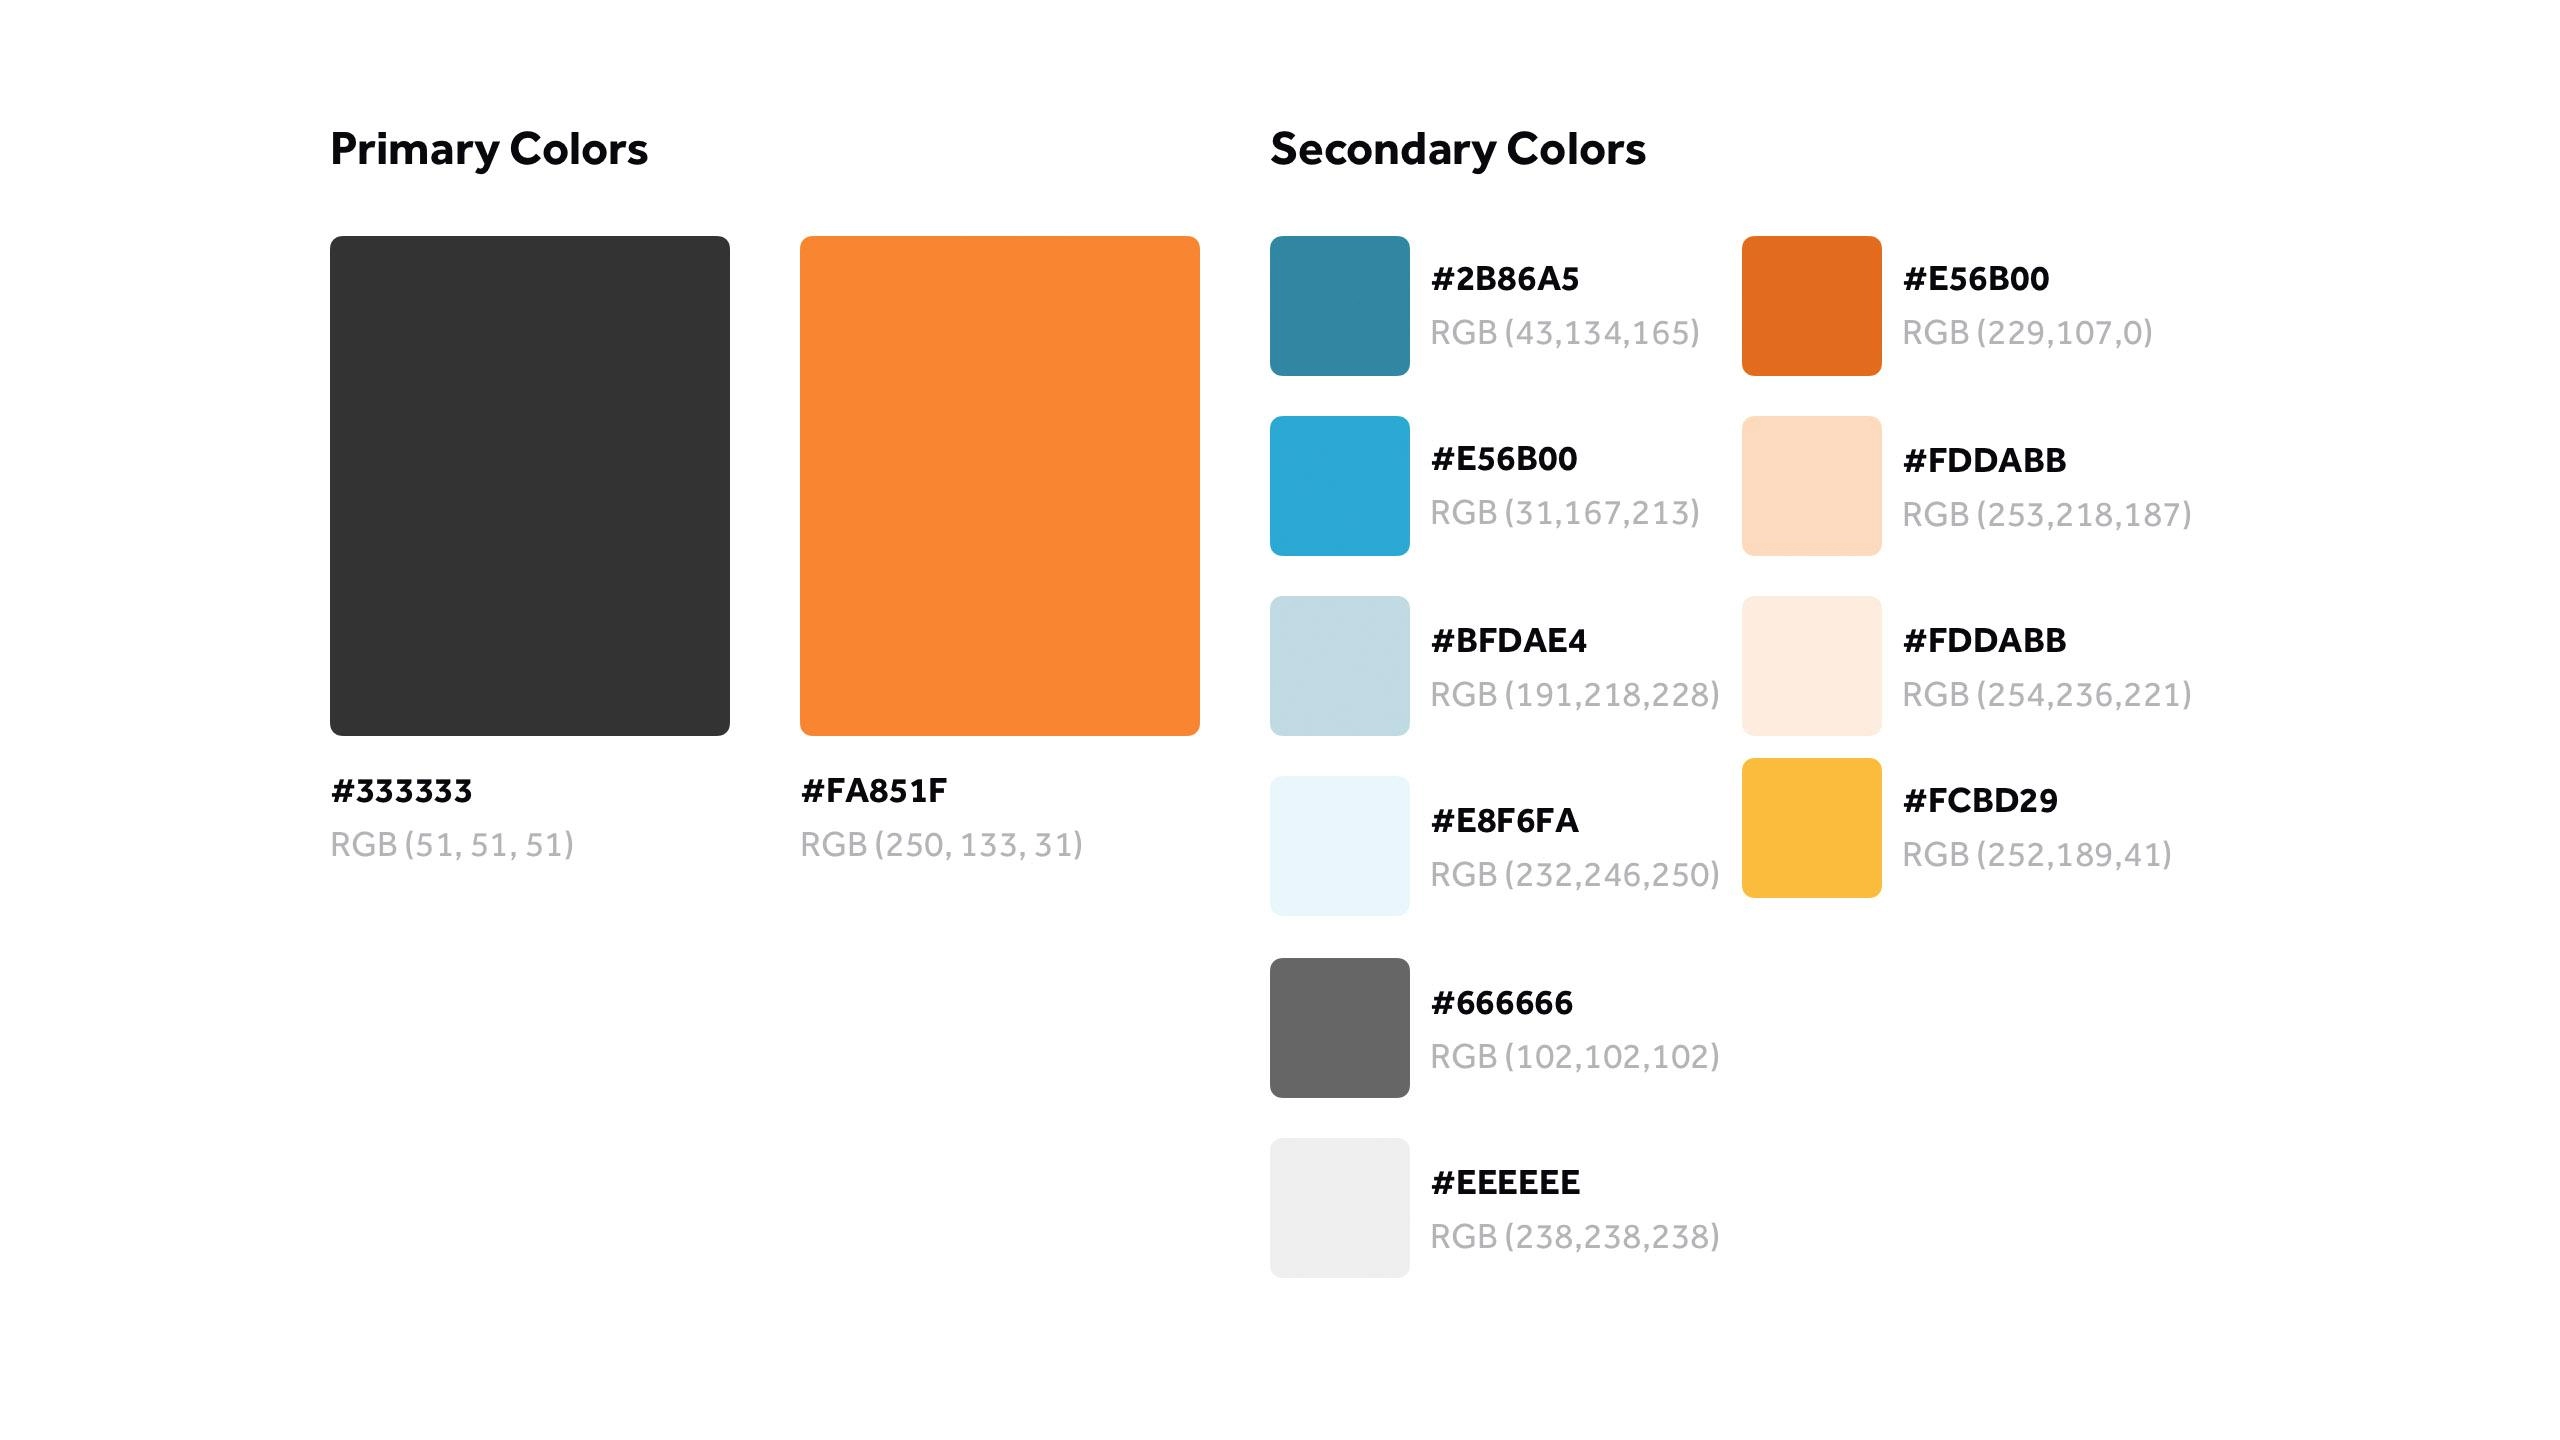 Primary Colors
#333333
RGB (51, 51, 51)
#FA851F
RGB (250, 133, 31)
Secondary Colors
#2B86A5
RGB (43,134,165)
#E56B00
RGB (31,167,213)
#BFDAE4
RGB (191,218,228)
#E8F6FA
RGB (232,246,250)
#666666
RGB (102,102,102)
#EEEEEE
RGB (238,238,238)
#E56B00
RGB (229,107,0)
#FDDABB
RGB (253,218,187)
#FDDABB
RGB (254,236,221)
#FCBD29
RGB (252,189,41)